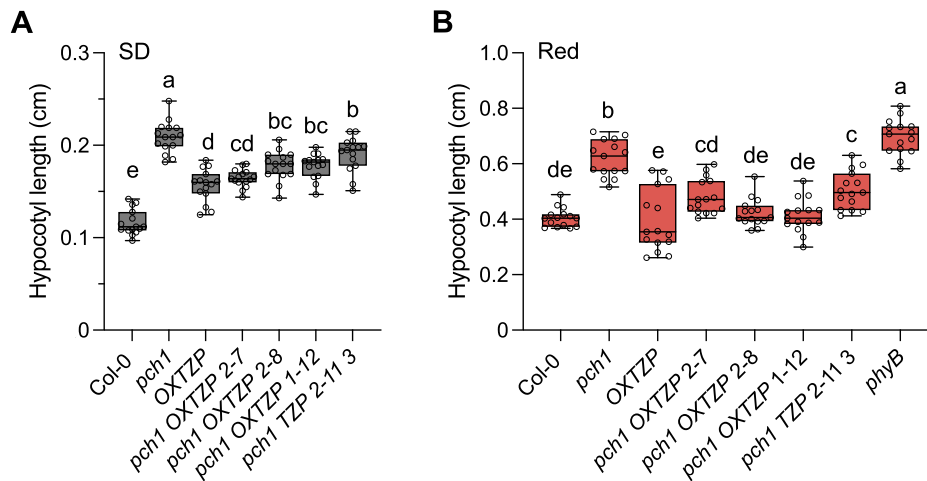 A
SD
Hypocotyl length (cm)
0.3
0.2
0.1
0
e
a
d
cd
bc
bc
b
Col-0
pch1
OXTZP
pch1 OXTZP 2-7
pch1 OXTZP 2-8
pch1 OXTZP 1-12
pch1 TZP 2-11 3
B
Red
Hypocotyl length (cm)
1.0
0.8
0.6
0.4
0.2
0
de
b
e
cd
de
de
c
a
Col-0
pch1
OXTZP
pch1 OXTZP 2-7
pch1 OXTZP 2-8
pch1 OXTZP 1-12
pch1 TZP 2-11 3
phyB